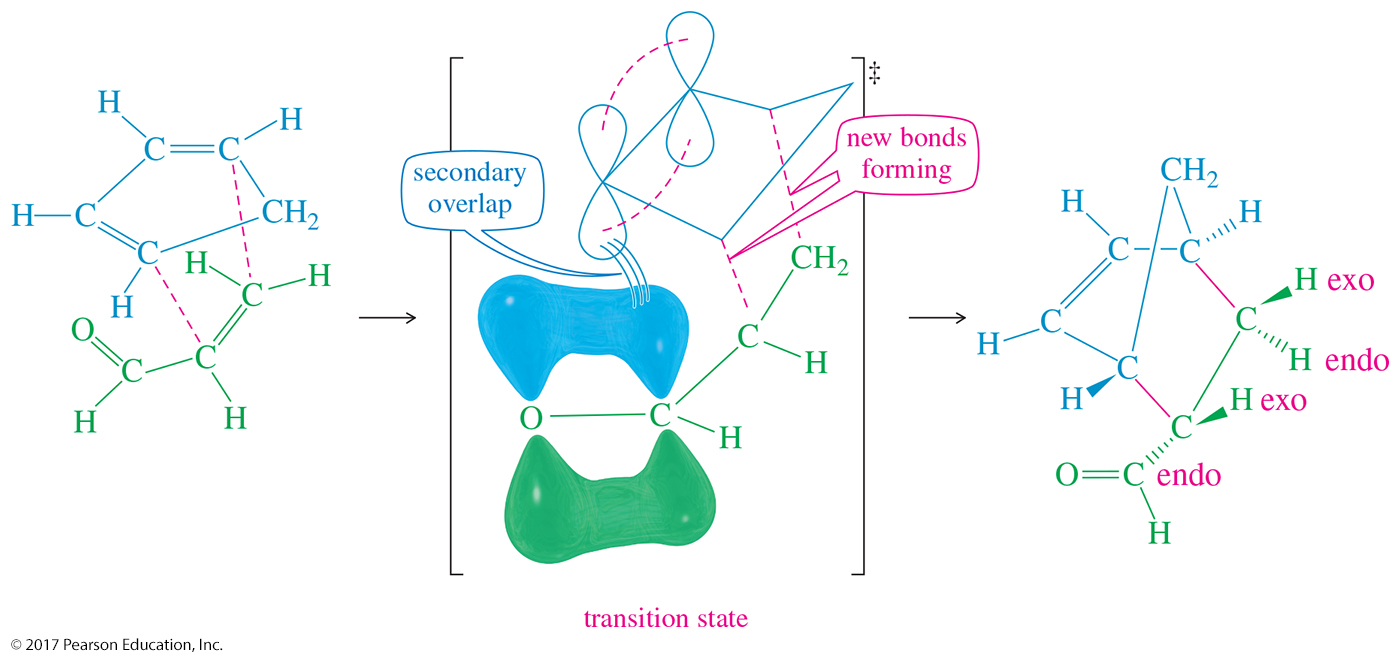 H
H
C
C
H
C
CH2
C
H
H
H
C
O
C
C
H
H
secondary
overlap
‡
new bonds
forming
CH2
C
H
O
C
H
transition state
CH2
H
H
C
C
H exo
C
C
H
H endo
C
H
H exo
C
O
C
endo
H
© 2017 Pearson Education, Inc.